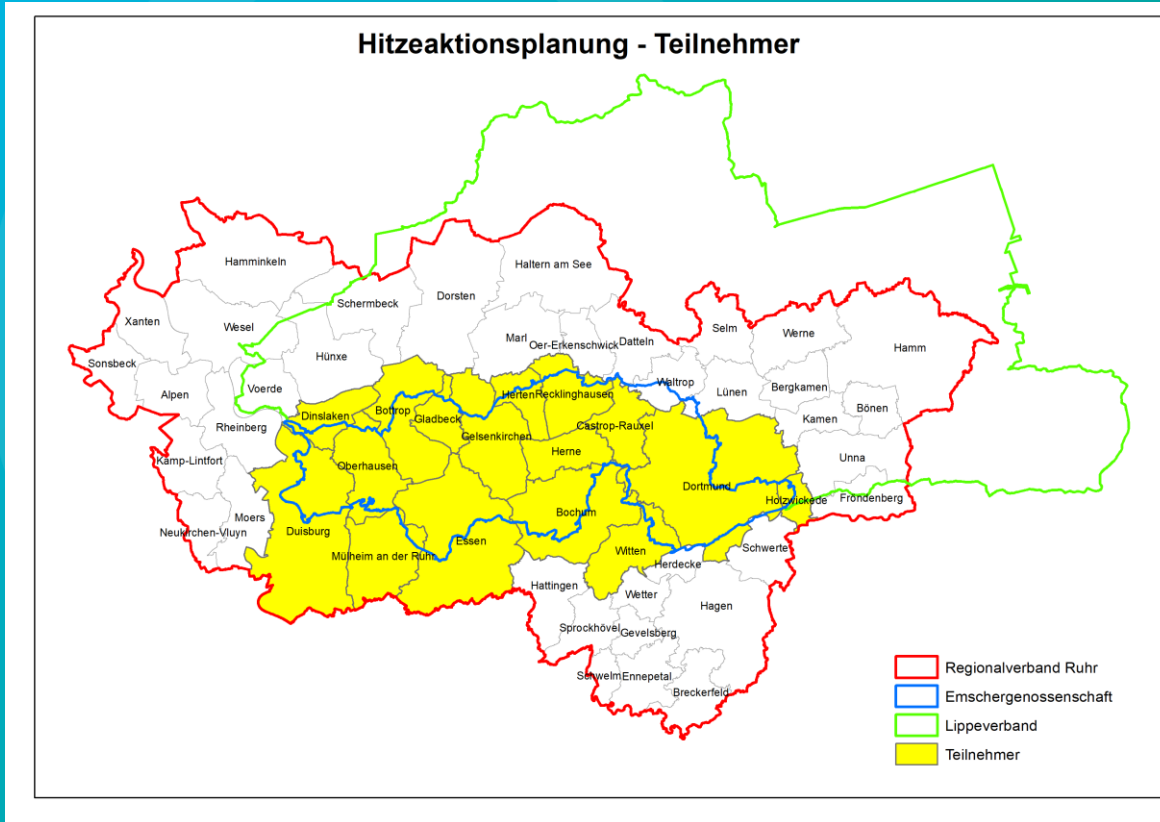 Hitzeaktionsplanung - Teilnehmer
Hamminkeln
Haltern am See
Dorsten
Schermbeck
Xanten
Wesel
Selm
Werne
Hamm
Marl
Oer-Erkenschwick
Datteln
Hünxe
Sonsbeck
Alpen
Voerde
Waltrop
Lünen
Bergkamen
Bönen
Kamen
Herten
Recklinghausen
Dinslaken
Bottrop
Gladbeck
Castrop-Rauxel
Rheinberg
Gelsenkirchen
Herne
Unna
Kamp-Lintfort
Oberhausen
Dortmund
Holzwickede
Fröndenberg
Moers
Neukirchen-Vluyn
Duisburg
Bochum
Essen
Mülheim an der Ruhr
Witten
Schwerte
Herdecke
Hattingen
Wetter
Hagen
Sprockhövel
Gevelsberg
Schwelm
Ennepetal
Breckerfeld
Regionalverband Ruhr
Emschergenossenschaft
Lippeverband
Teilnehmer